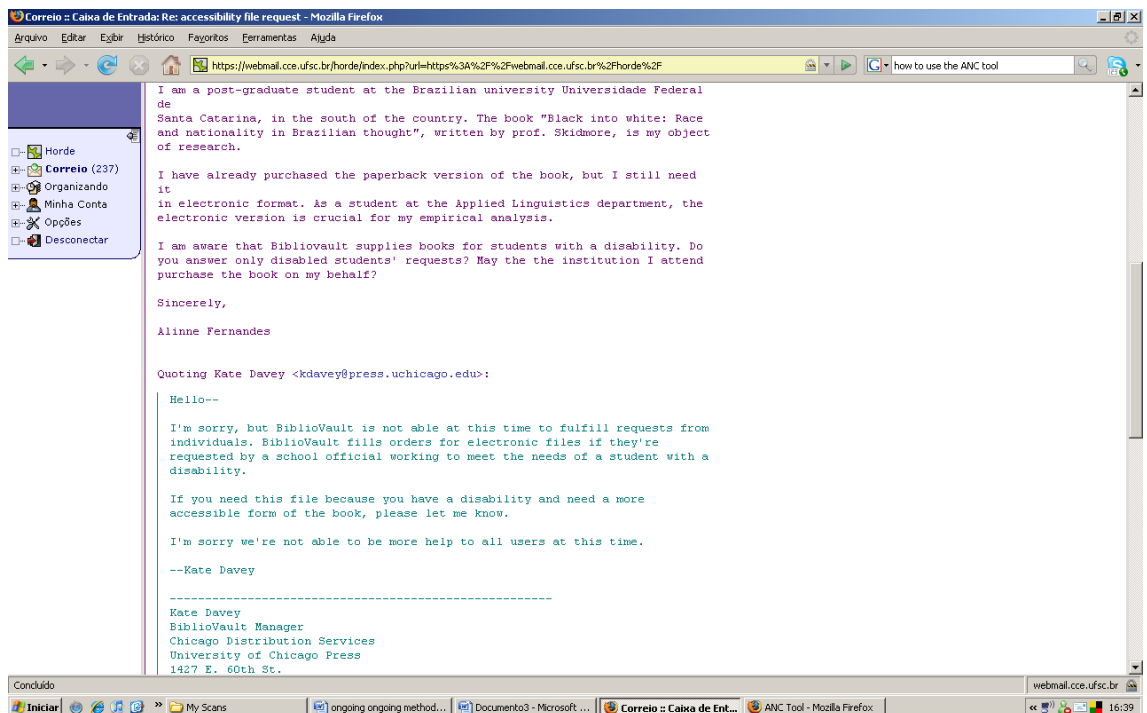 Correio :: Caixa de Entrada: Re: accessibility file request - Mozilla Firefox
Arquivo Editar Exibir Histórico Favoritos Ferramentas Ajuda
https://webmail.cce.ufsc.br/horde/index.php?url=https%3A%2F%2Fwebmail.cce.ufsc.br%2Fhorde%2F
how to use the ANC tool
Horde
Correio (237)
Organizando
Minha Conta
Opções
Desconectar
I am a post-graduate student at the Brazilian university Universidade Federal
de
Santa Catarina, in the south of the country. The book "Black into white: Race
and nationality in Brazilian thought", written by prof. Skidmore, is my object
of research.
I have already purchased the paperback version of the book, but I still need
it
in electronic format. As a student at the Applied Linguistics department, the
electronic version is crucial for my empirical analysis.
I am aware that Bibliovault supplies books for students with a disability. Do
you answer only disabled students' requests? May the the institution I attend
purchase the book on my behalf?
Sincerely,
Alinne Fernandes
Quoting Kate Davey <kdavey@press.uchicago.edu>:
Hello--
I'm sorry, but BiblioVault is not able at this time to fulfill requests from
individuals. BiblioVault fills orders for electronic files if they're
requested by a school official working to meet the needs of a student with a
disability.
If you need this file because you have a disability and need a more
accessible form of the book, please let me know.
I'm sorry we're not able to be more help to all users at this time.
--Kate Davey
------------------------------------------------------
Kate Davey
BiblioVault Manager
Chicago Distribution Services
University of Chicago Press
1427 E. 60th St.
Concluído
webmail.cce.ufsc.br
Iniciar
My Scans
ongoing ongoing method...
Documento3 - Microsoft ...
Correio :: Caixa de Ent...
ANC Tool - Mozilla Firefox
16:39